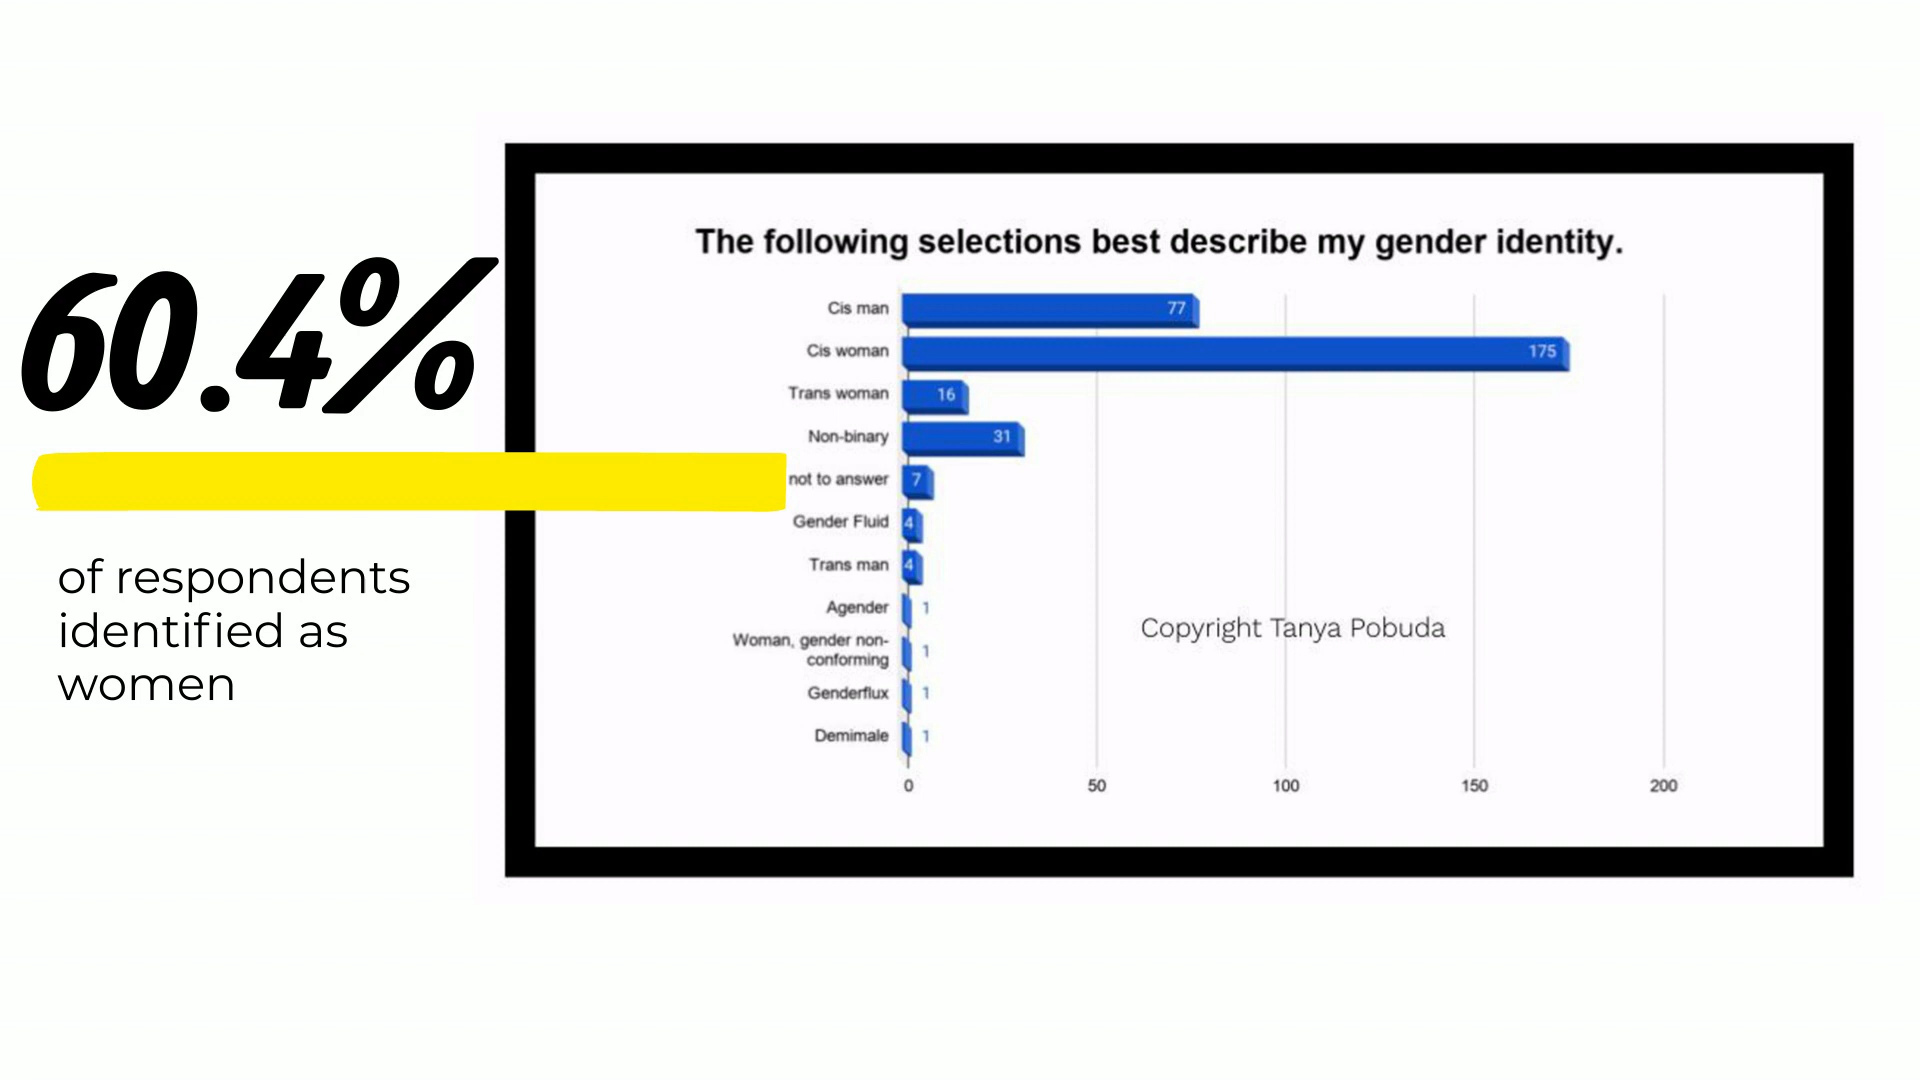 60.4%
of respondents
identified as
women
The following selections best describe my gender identity.
Cis man 77
Cis woman 175
Trans woman 16
Non-binary 31
not to answer 7
Gender Fluid 4
Trans man 4
Agender 1
Woman, gender non-
conforming 1
Genderflux 1
Demimale 1
0 50 100 150 200
Copyright Tanya Pobuda